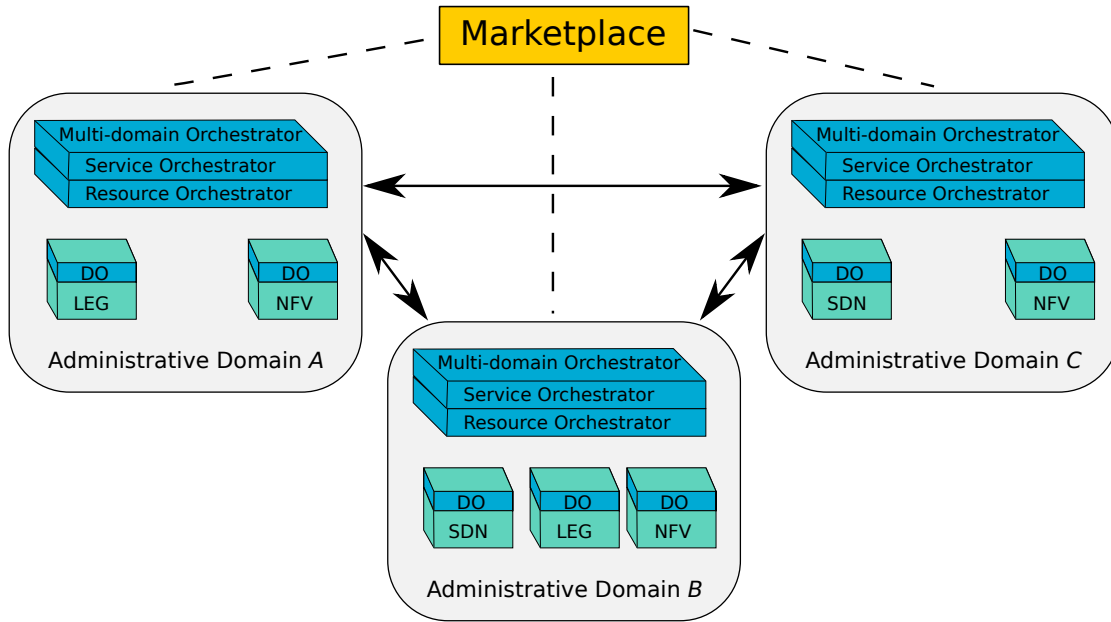 Marketplace
Multi-domain Orchestrator
Service Orchestrator
Resource Orchestrator
DO
LEG
DO
NFV
Administrative Domain A
Multi-domain Orchestrator
Service Orchestrator
Resource Orchestrator
DO
SDN
DO
NFV
Administrative Domain C
Multi-domain Orchestrator
Service Orchestrator
Resource Orchestrator
DO
SDN
DO
LEG
DO
NFV
Administrative Domain B